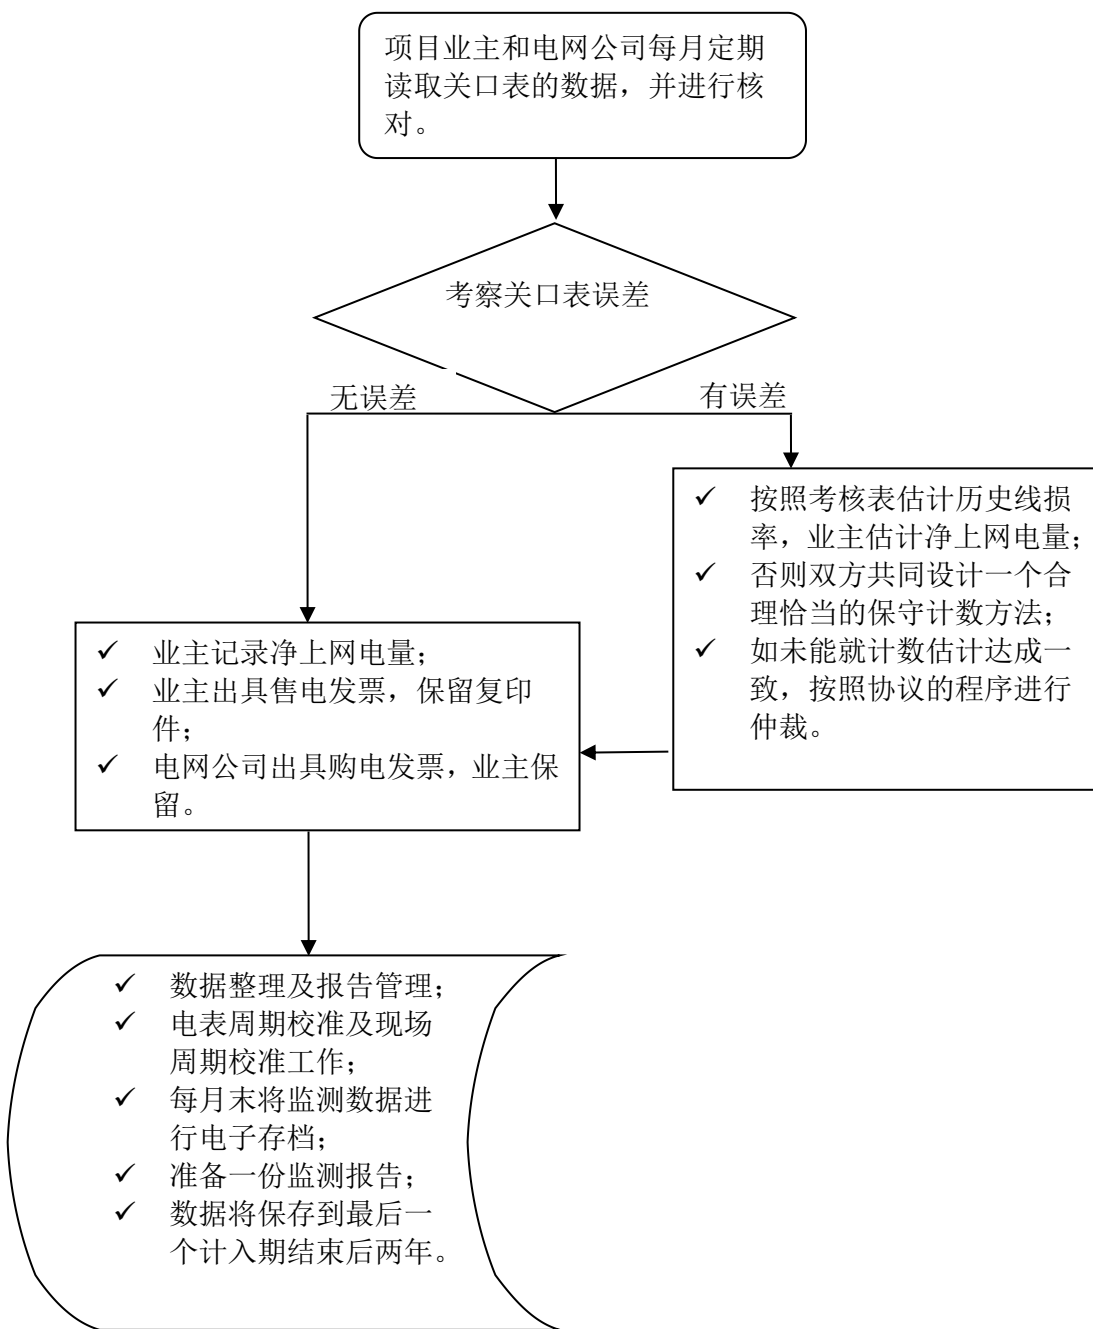 项目业主和电网公司每月定期
读取关口表的数据，并进行核
对。
考察关口表误差
无误差
有误差
✓ 按照考核表估计历史线损
率，业主估计净上网电量；
✓ 否则双方共同设计一个合
理恰当的保守计数方法；
✓ 如未能就计数估计达成一
致，按照协议的程序进行
仲裁。
✓ 业主记录净上网电量；
✓ 业主出具售电发票，保留复印
件；
✓ 电网公司出具购电发票，业主保
留。
✓ 数据整理及报告管理；
✓ 电表周期校准及现场
周期校准工作；
✓ 每月末将监测数据进
行电子存档；
✓ 准备一份监测报告；
✓ 数据将保存到最后一
个计入期结束后两年。